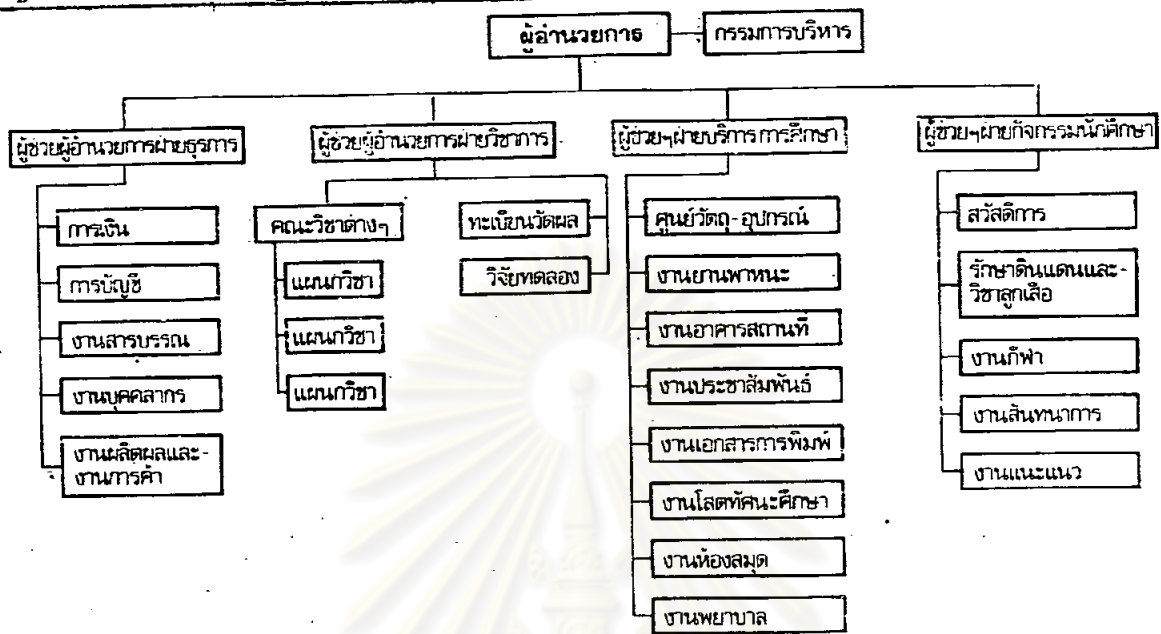 ผู้อำนวยการ
กรรมการบริหาร
ผู้ช่วยผู้อำนวยการฝ่ายธุรการ
การเงิน
การบัญชี
งานสารบรรณ
งานบุคคลากร
งานผลิตผลและ-
งานการค้า
ผู้ช่วยผู้อำนวยการฝ่ายวิชาการ
คณะวิชาต่างๆ
แผนกวิชา
แผนกวิชา
แผนกวิชา
ทะเบียนวัดผล
วิจัยทดลอง
ผู้ช่วยฯฝ่ายบริการการศึกษา
ศูนย์วัตถุ-อุปกรณ์
งานยานพาหนะ
งานอาคารสถานที่
งานประชาสัมพันธ์
งานเอกสารการพิมพ์
งานโสตทัศนะศึกษา
งานห้องสมุด
งานพยาบาล
ผู้ช่วยฯฝ่ายกิจกรรมนักศึกษา
สวัสดิการ
รักษาดินแดนและ-
วิชาลูกเสือ
งานกีฬา
งานสันทนาการ
งานแนะแนว